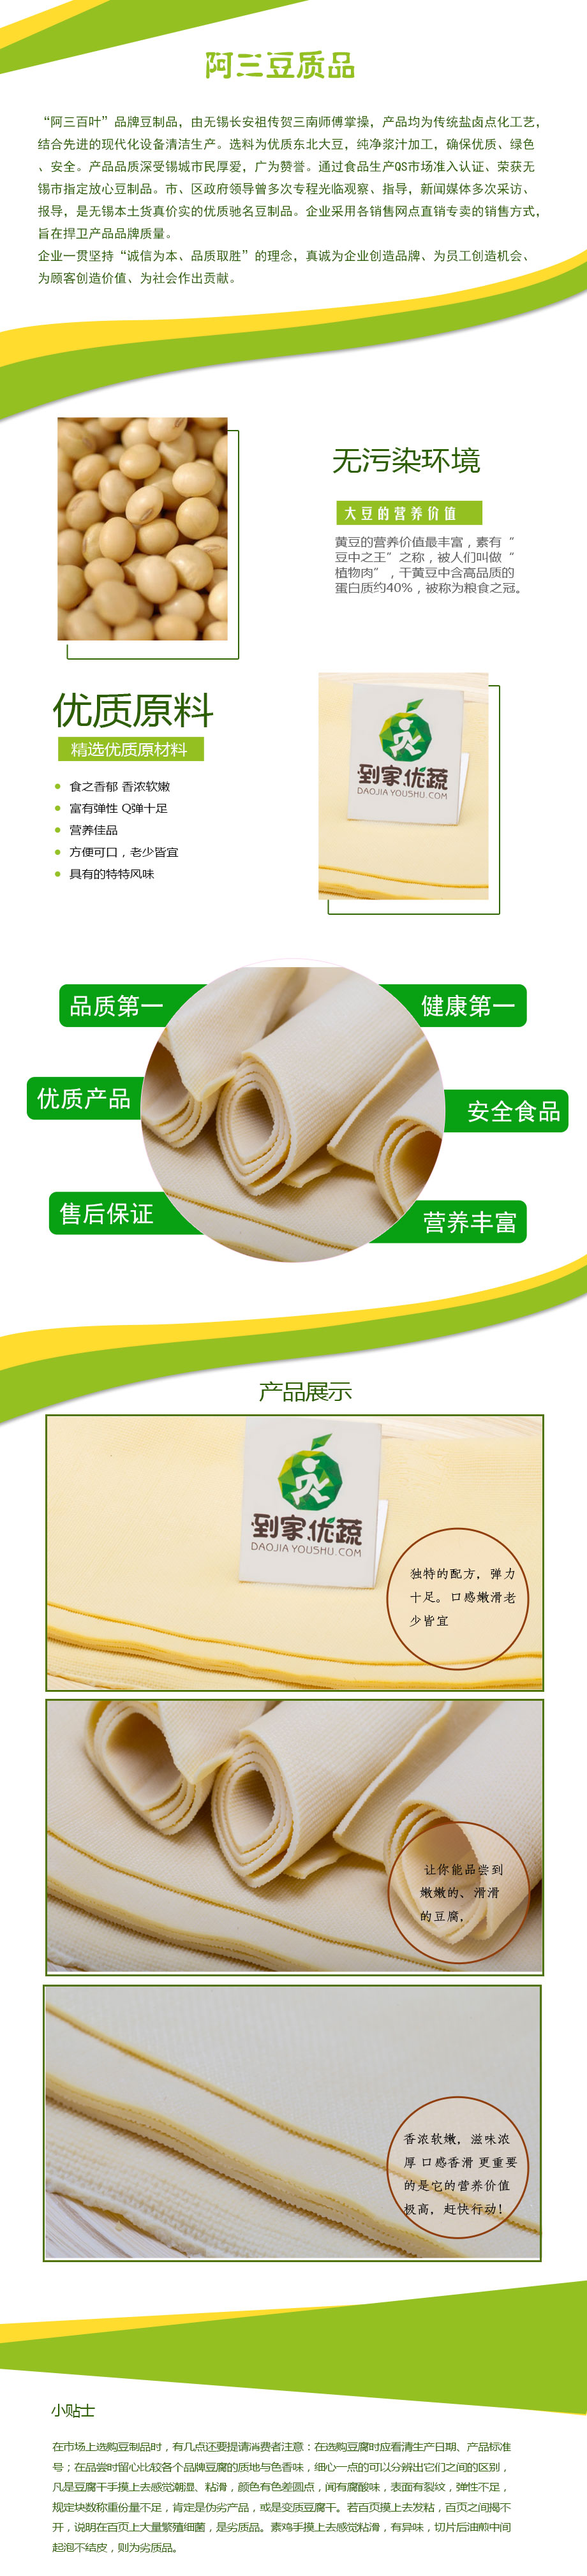 阿三豆质品
“阿三百叶”品牌豆制品，由无锡长安祖传贺三南师傅掌操，产品均为传统盐卤点化工艺，
结合先进的现代化设备清洁生产。选料为优质东北大豆，纯净浆汁加工，确保优质、绿色
、安全。产品品质深受锡城市民厚爱，广为赞誉。通过食品生产QS市场准入认证、荣获无
锡市指定放心豆制品。市、区政府领导曾多次专程光临观察、指导，新闻媒体多次采访、
报导，是无锡本土货真价实的优质驰名豆制品。企业采用各销售网点直销专卖的销售方式，
旨在捍卫产品品牌质量。
企业一贯坚持“诚信为本、品质取胜”的理念，真诚为企业创造品牌、为员工创造机会、
为顾客创造价值、为社会作出贡献。
无污染环境
大豆的营养价值
黄豆的营养价值最丰富，素有“
豆中之王”之称，被人们叫做“
植物肉”，干黄豆中含高品质的
蛋白质约40%，被称为粮食之冠。
优质原料
精选优质原材料
食之香郁 香浓软嫩
富有弹性 Q弹十足
营养佳品
方便可口，老少皆宜
具有的特特风味
到家优蔬
DAOJIA YOUSHU.COM
品质第一
健康第一
优质产品
安全食品
售后保证
营养丰富
产品展示
到家优蔬
DAOJIA YOUSHU.COM
独特的配方，弹力
十足。口感嫩滑老
少皆宜
让你能品尝到
嫩嫩的、滑滑
的豆腐，
香浓软嫩，滋味浓
厚 口感香滑 更重要
的是它的营养价值
极高，赶快行动！
小贴士
在市场上选购豆制品时，有几点还要提请消费者注意：在选购豆腐时应看清生产日期、产品标准
号；在品尝时留心比较各个品牌豆腐的质地与色香味，细心一点的可以分辨出它们之间的区别，
凡是豆腐干手摸上去感觉潮湿、粘滑，颜色有色差圆点，闻有腐酸味，表面有裂纹，弹性不足，
规定块数称重份量不足，肯定是伪劣产品，或是变质豆腐干。若百页摸上去发粘，百页之间揭不
开，说明在百页上大量繁殖细菌，是劣质品。素鸡手摸上去感觉粘滑，有异味，切片后油煎中间
起泡不结皮，则为劣质品。